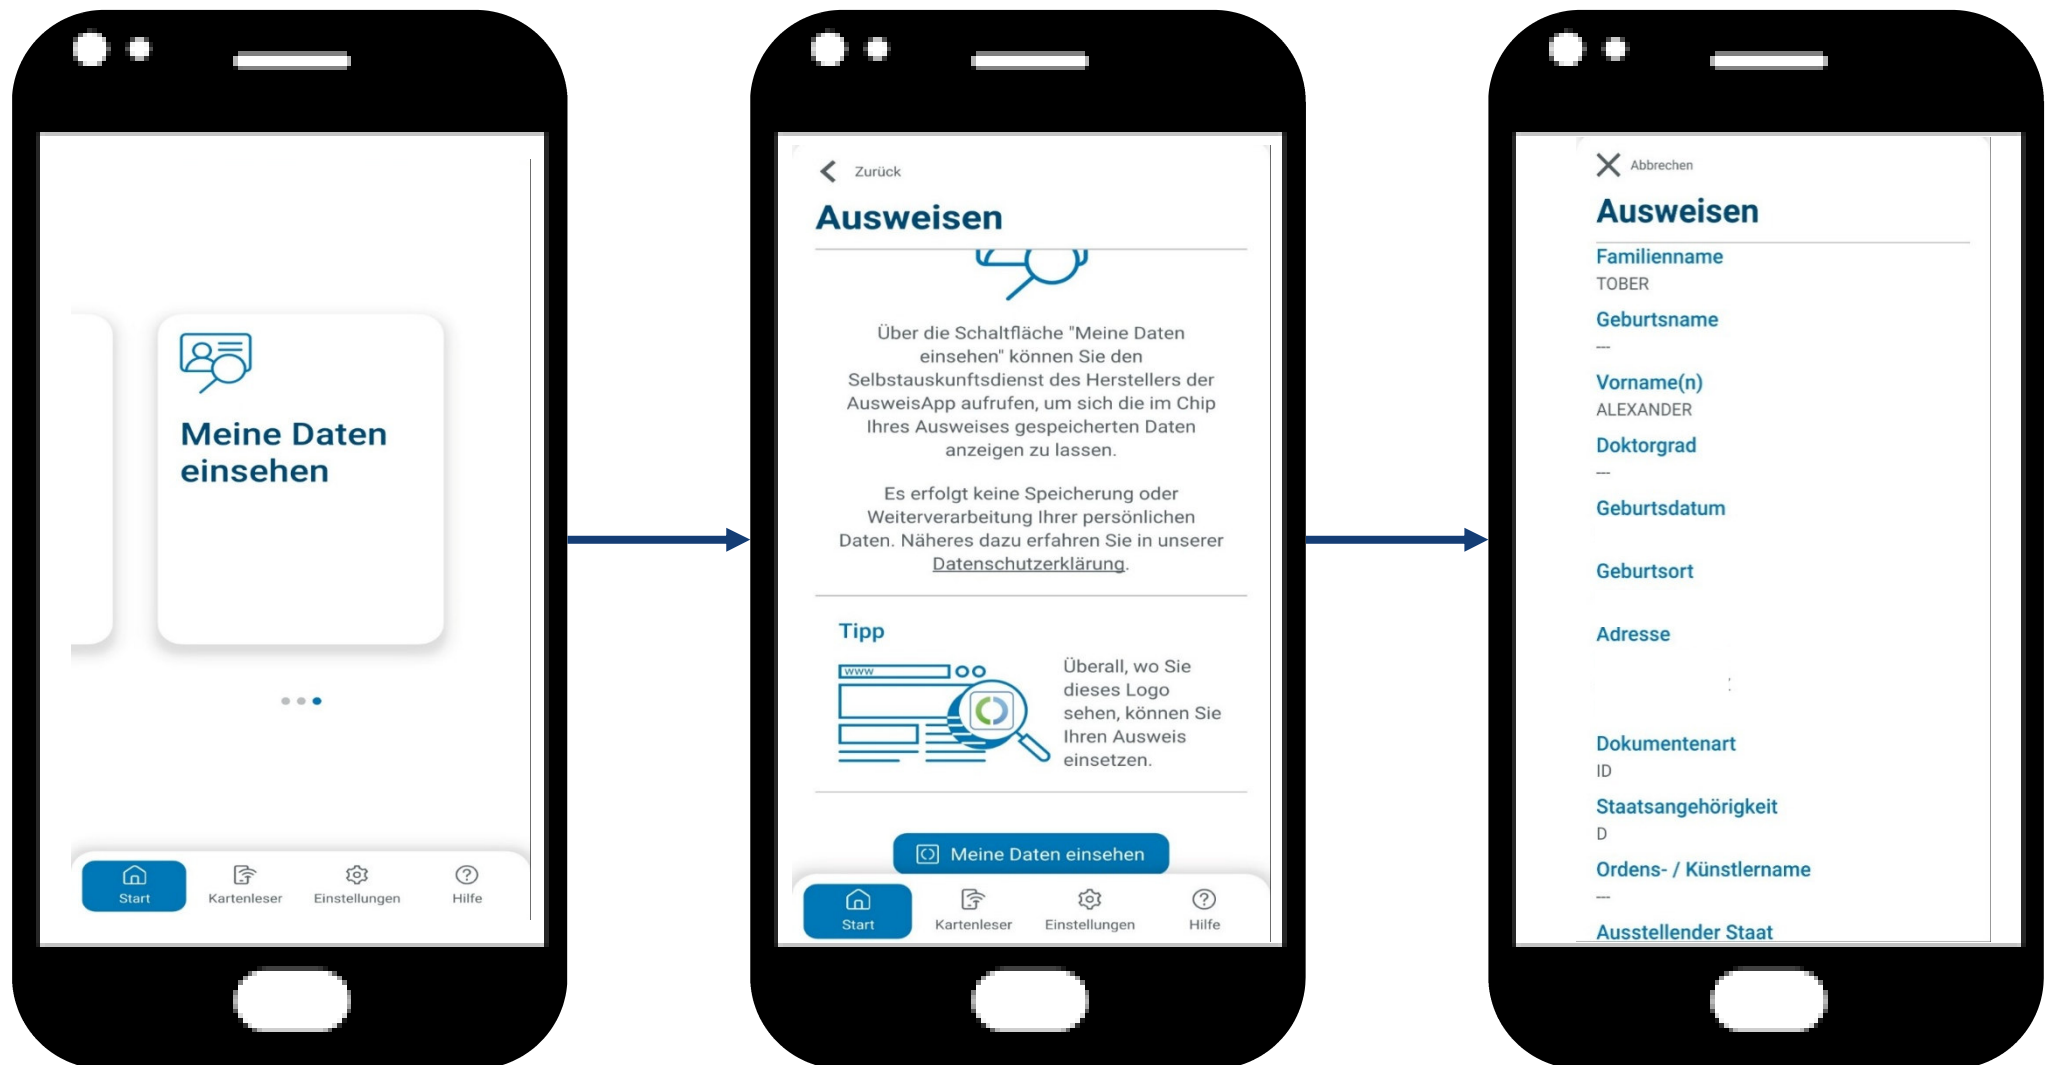 Meine Daten
einsehen
Start
Kartenleser
Einstellungen
Hilfe
Zurück
Ausweisen
Über die Schaltfläche "Meine Daten
einsehen" können Sie den
Selbstauskunftsdienst des Herstellers der
AusweisApp aufrufen, um sich die im Chip
Ihres Ausweises gespeicherten Daten
anzeigen zu lassen.
Es erfolgt keine Speicherung oder
Weiterverarbeitung Ihrer persönlichen
Daten. Näheres dazu erfahren Sie in unserer
Datenschutzerklärung.
Tipp
www
Überall, wo Sie
dieses Logo
sehen, können Sie
Ihren Ausweis
einsetzen.
Meine Daten einsehen
Start
Kartenleser
Einstellungen
Hilfe
Abbrechen
Ausweisen
Familienname
TOBER
Geburtsname
---
Vorname(n)
ALEXANDER
Doktorgrad
---
Geburtsdatum
Geburtsort
Adresse
Dokumentenart
ID
Staatsangehörigkeit
D
Ordens- / Künstlername
---
Ausstellender Staat